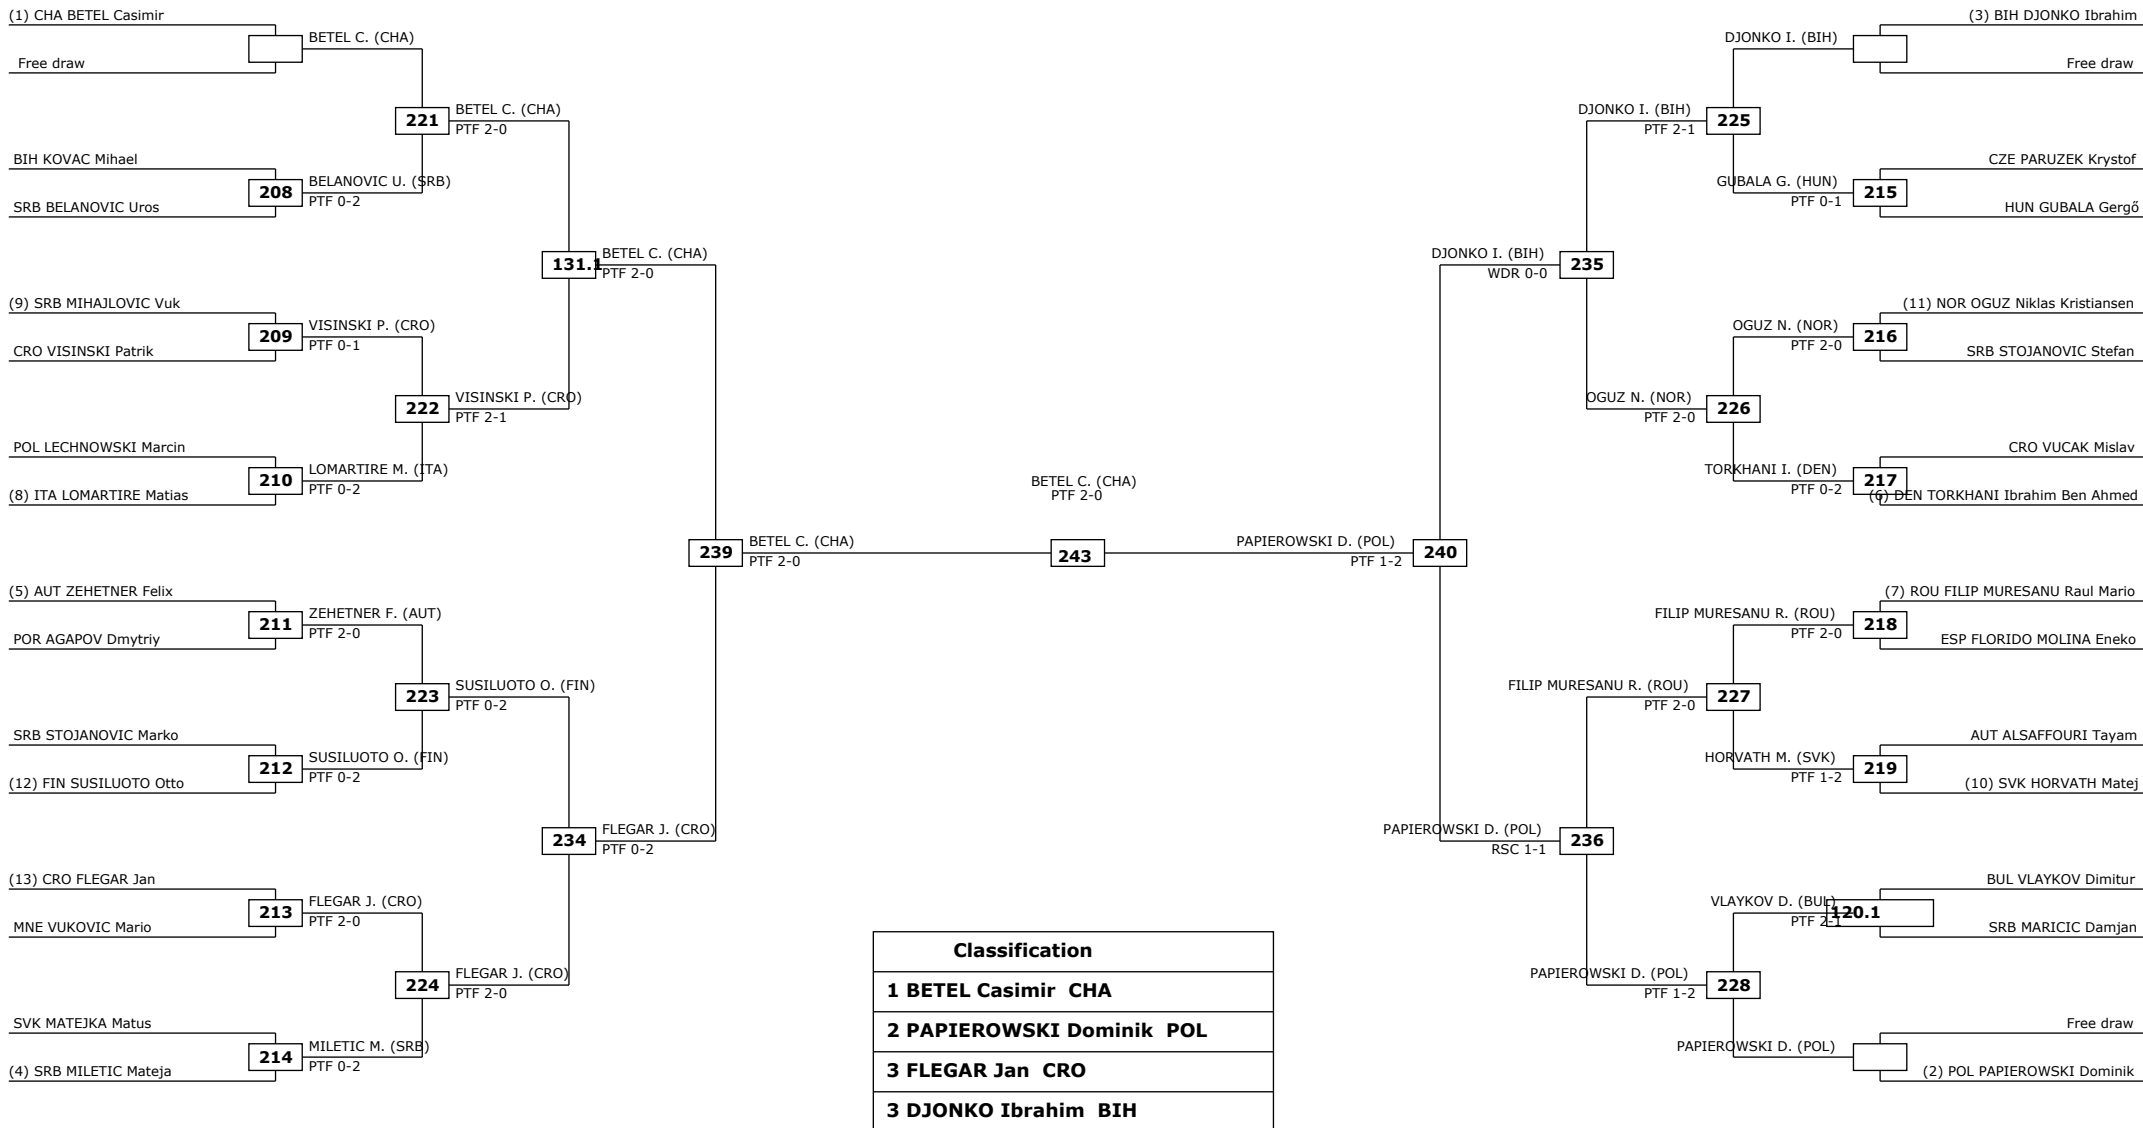 (1) CHA BETEL Casimir
BETEL C. (CHA)
Free draw
221
BETEL C. (CHA)
PTF 2-0
BIH KOVAC Mihael
208
BELANOVIC U. (SRB)
PTF 0-2
SRB BELANOVIC Uros
131.1
BETEL C. (CHA)
PTF 2-0
(9) SRB MIHAJLOVIC Vuk
209
VISINSKI P. (CRO)
PTF 0-1
CRO VISINSKI Patrik
222
VISINSKI P. (CRO)
PTF 2-1
POL LECHNOWSKI Marcin
210
LOMARTIRE M. (ITA)
PTF 0-2
(8) ITA LOMARTIRE Matias
239
BETEL C. (CHA)
PTF 2-0
(5) AUT ZEHETNER Felix
211
ZEHETNER F. (AUT)
PTF 2-0
POR AGAPOV Dmytriy
223
SUSILUOTO O. (FIN)
PTF 0-2
SRB STOJANOVIC Marko
212
SUSILUOTO O. (FIN)
PTF 0-2
(12) FIN SUSILUOTO Otto
234
FLEGAR J. (CRO)
PTF 0-2
(13) CRO FLEGAR Jan
213
FLEGAR J. (CRO)
PTF 2-0
MNE VUKOVIC Mario
224
FLEGAR J. (CRO)
PTF 2-0
SVK MATEJKA Matus
214
MILETIC M. (SRB)
PTF 0-2
(4) SRB MILETIC Mateja
BETEL C. (CHA)
PTF 2-0
243
(3) BIH DJONKO Ibrahim
DJONKO I. (BIH)
Free draw
DJONKO I. (BIH)
PTF 2-1
225
CZE PARUZEK Krystof
GUBALA G. (HUN)
PTF 0-1
215
HUN GUBALA Gergő
DJONKO I. (BIH)
WDR 0-0
235
(11) NOR OGUZ Niklas Kristiansen
OGUZ N. (NOR)
PTF 2-0
216
SRB STOJANOVIC Stefan
OGUZ N. (NOR)
PTF 2-0
226
CRO VUCAK Mislav
TORKHANI I. (DEN)
PTF 0-2
217
(6) DEN TORKHANI Ibrahim Ben Ahmed
PAPIEROWSKI D. (POL)
PTF 1-2
240
(7) ROU FILIP MURESANU Raul Mario
FILIP MURESANU R. (ROU)
PTF 2-0
218
ESP FLORIDO MOLINA Eneko
FILIP MURESANU R. (ROU)
PTF 2-0
227
AUT ALSAFFOURI Tayam
HORVATH M. (SVK)
PTF 1-2
219
(10) SVK HORVATH Matej
PAPIEROWSKI D. (POL)
RSC 1-1
236
BUL VLAYKOV Dimitur
VLAYKOV D. (BUL)
PTF 2-1
120.1
SRB MARICIC Damjan
PAPIEROWSKI D. (POL)
PTF 1-2
228
Free draw
PAPIEROWSKI D. (POL)
(2) POL PAPIEROWSKI Dominik
Classification
1 BETEL Casimir CHA
2 PAPIEROWSKI Dominik POL
3 FLEGAR Jan CRO
3 DJONKO Ibrahim BIH